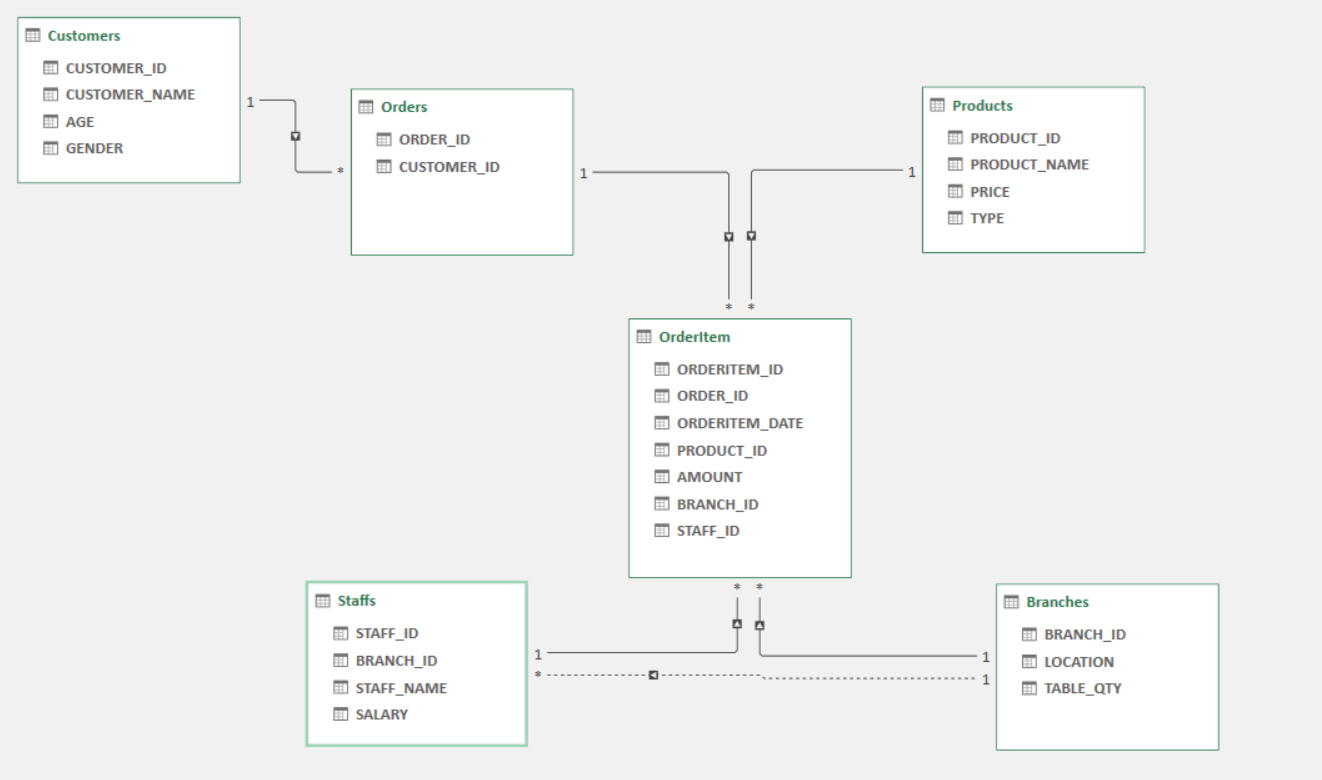 Customers
CUSTOMER_ID
CUSTOMER_NAME
AGE
GENDER
1
*
Orders
ORDER_ID
CUSTOMER_ID
1
Products
PRODUCT_ID
PRODUCT_NAME
PRICE
TYPE
1
* *
OrderItem
ORDERITEM_ID
ORDER_ID
ORDERITEM_DATE
PRODUCT_ID
AMOUNT
BRANCH_ID
STAFF_ID
* *
Staffs
STAFF_ID
BRANCH_ID
STAFF_NAME
SALARY
1
*
1
1
Branches
BRANCH_ID
LOCATION
TABLE_QTY